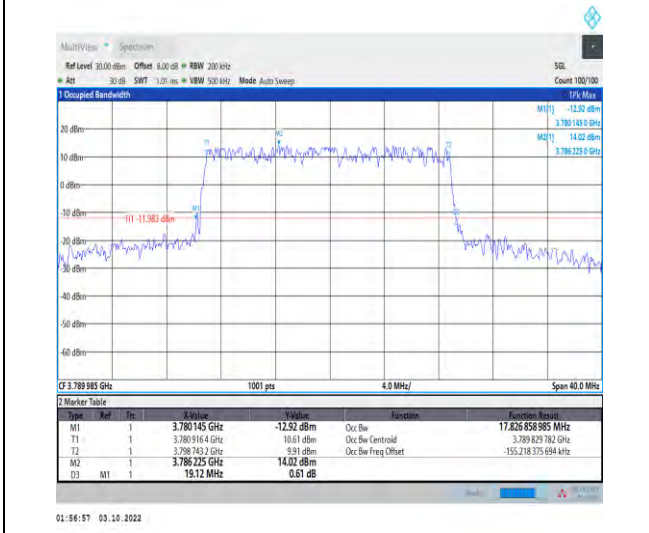 MultiView Spectrum
Ref Level 30.00 dBm Offset 8.00 dB RBW 200 kHz SGL
Att 30 dB SWT 1.01 ms VBW 500 kHz Mode Auto Sweep Count 100/100
1 Occupied Bandwidth 1Pk Max
M1[1] -12.92 dBm
3.780 145 0 GHz
M2[1] 14.02 dBm
3.786 225 0 GHz
20 dBm
M2
T1
10 dBm
0 dBm
M1
-10 dBm
H1 -11.983 dBm
-20 dBm
-30 dBm
-40 dBm
-50 dBm
-60 dBm
CF 3.789 985 GHz 1001 pts 4.0 MHz/ Span 40.0 MHz
2 Marker Table
Type Ref Trc X-Value Y-Value Function Function Result
M1 1 3.780145 GHz -12.92 dBm Occ Bw 17.826 858 985 MHz
T1 1 3.780 916 4 GHz 10.61 dBm Occ Bw Centroid 3.789 829 782 GHz
T2 1 3.798 743 2 GHz 9.91 dBm Occ Bw Freq Offset -155.218 375 694 kHz
M2 1 3.786 225 GHz 14.02 dBm
D3 M1 1 19.12 MHz 0.61 dB
01:56:57 03.10.2022